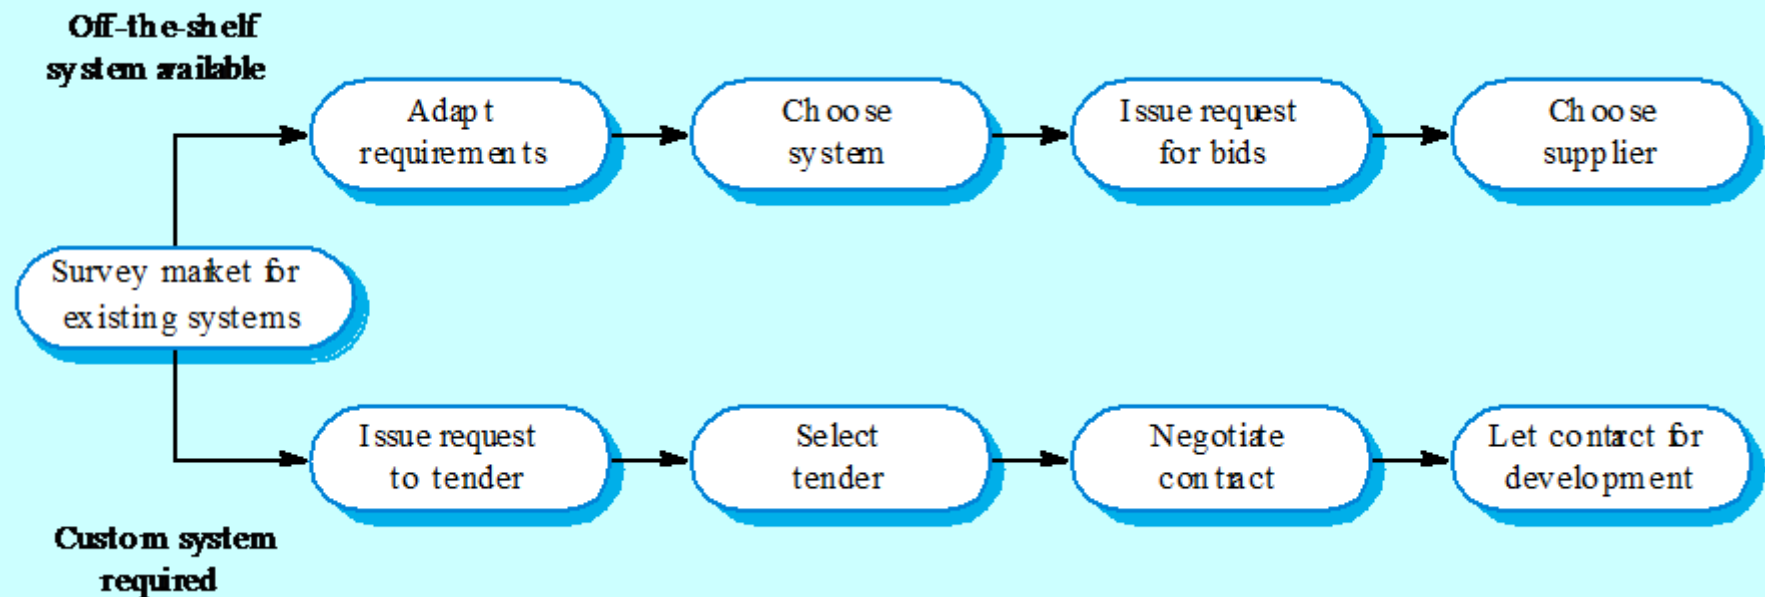 Off-the-shelf
system available
Adapt
requirements
Choose
system
Issue request
for bids
Choose
supplier
Survey market for
existing systems
Issue request
to tender
Select
tender
Negotiate
contract
Let contract for
development
Custom system
required